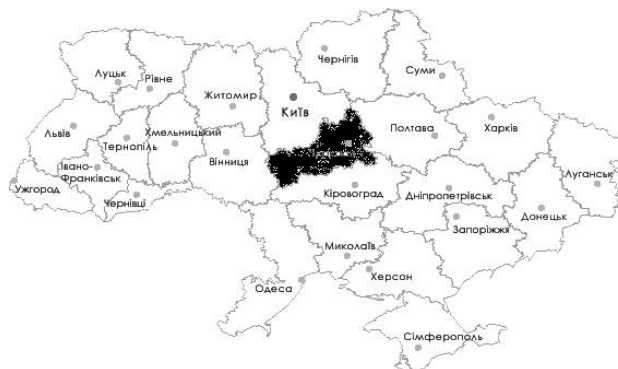 Чернігів
Луцьк
Рівне
Суми
Житомир
Київ
Львів
Хмельницький
Тернопіль
Полтава
Харків
Вінниця
Івано-
Франківськ
Ужгород
Чернівці
Кіровоград
Дніпропетрівськ
Луганськ
Донецьк
Запоріжжя
Миколаїв
Херсон
Одеса
Сімферополь